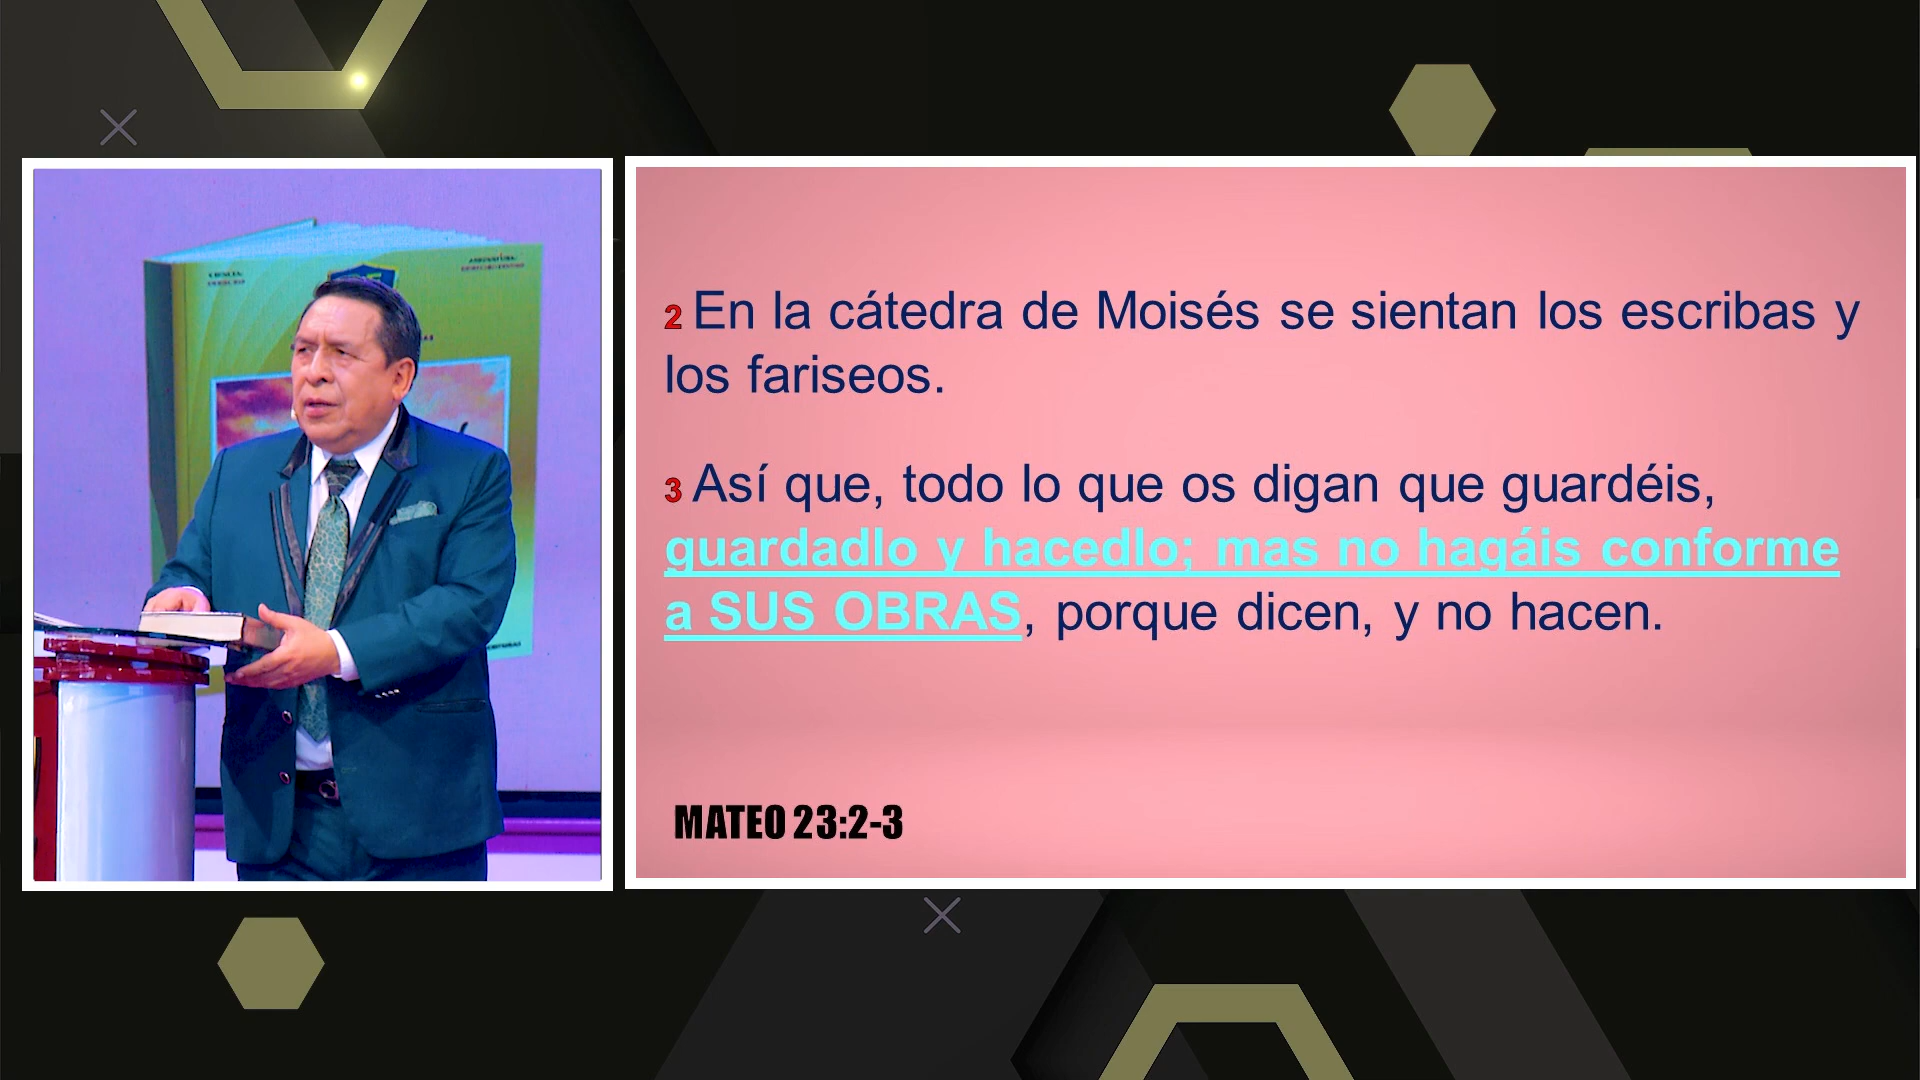 2 En la cátedra de Moisés se sientan los escribas y
los fariseos.
3 Así que, todo lo que os digan que guardéis,
guardadlo y hacedlo; mas no hagáis conforme
a SUS OBRAS, porque dicen, y no hacen.
MATEO 23:2-3